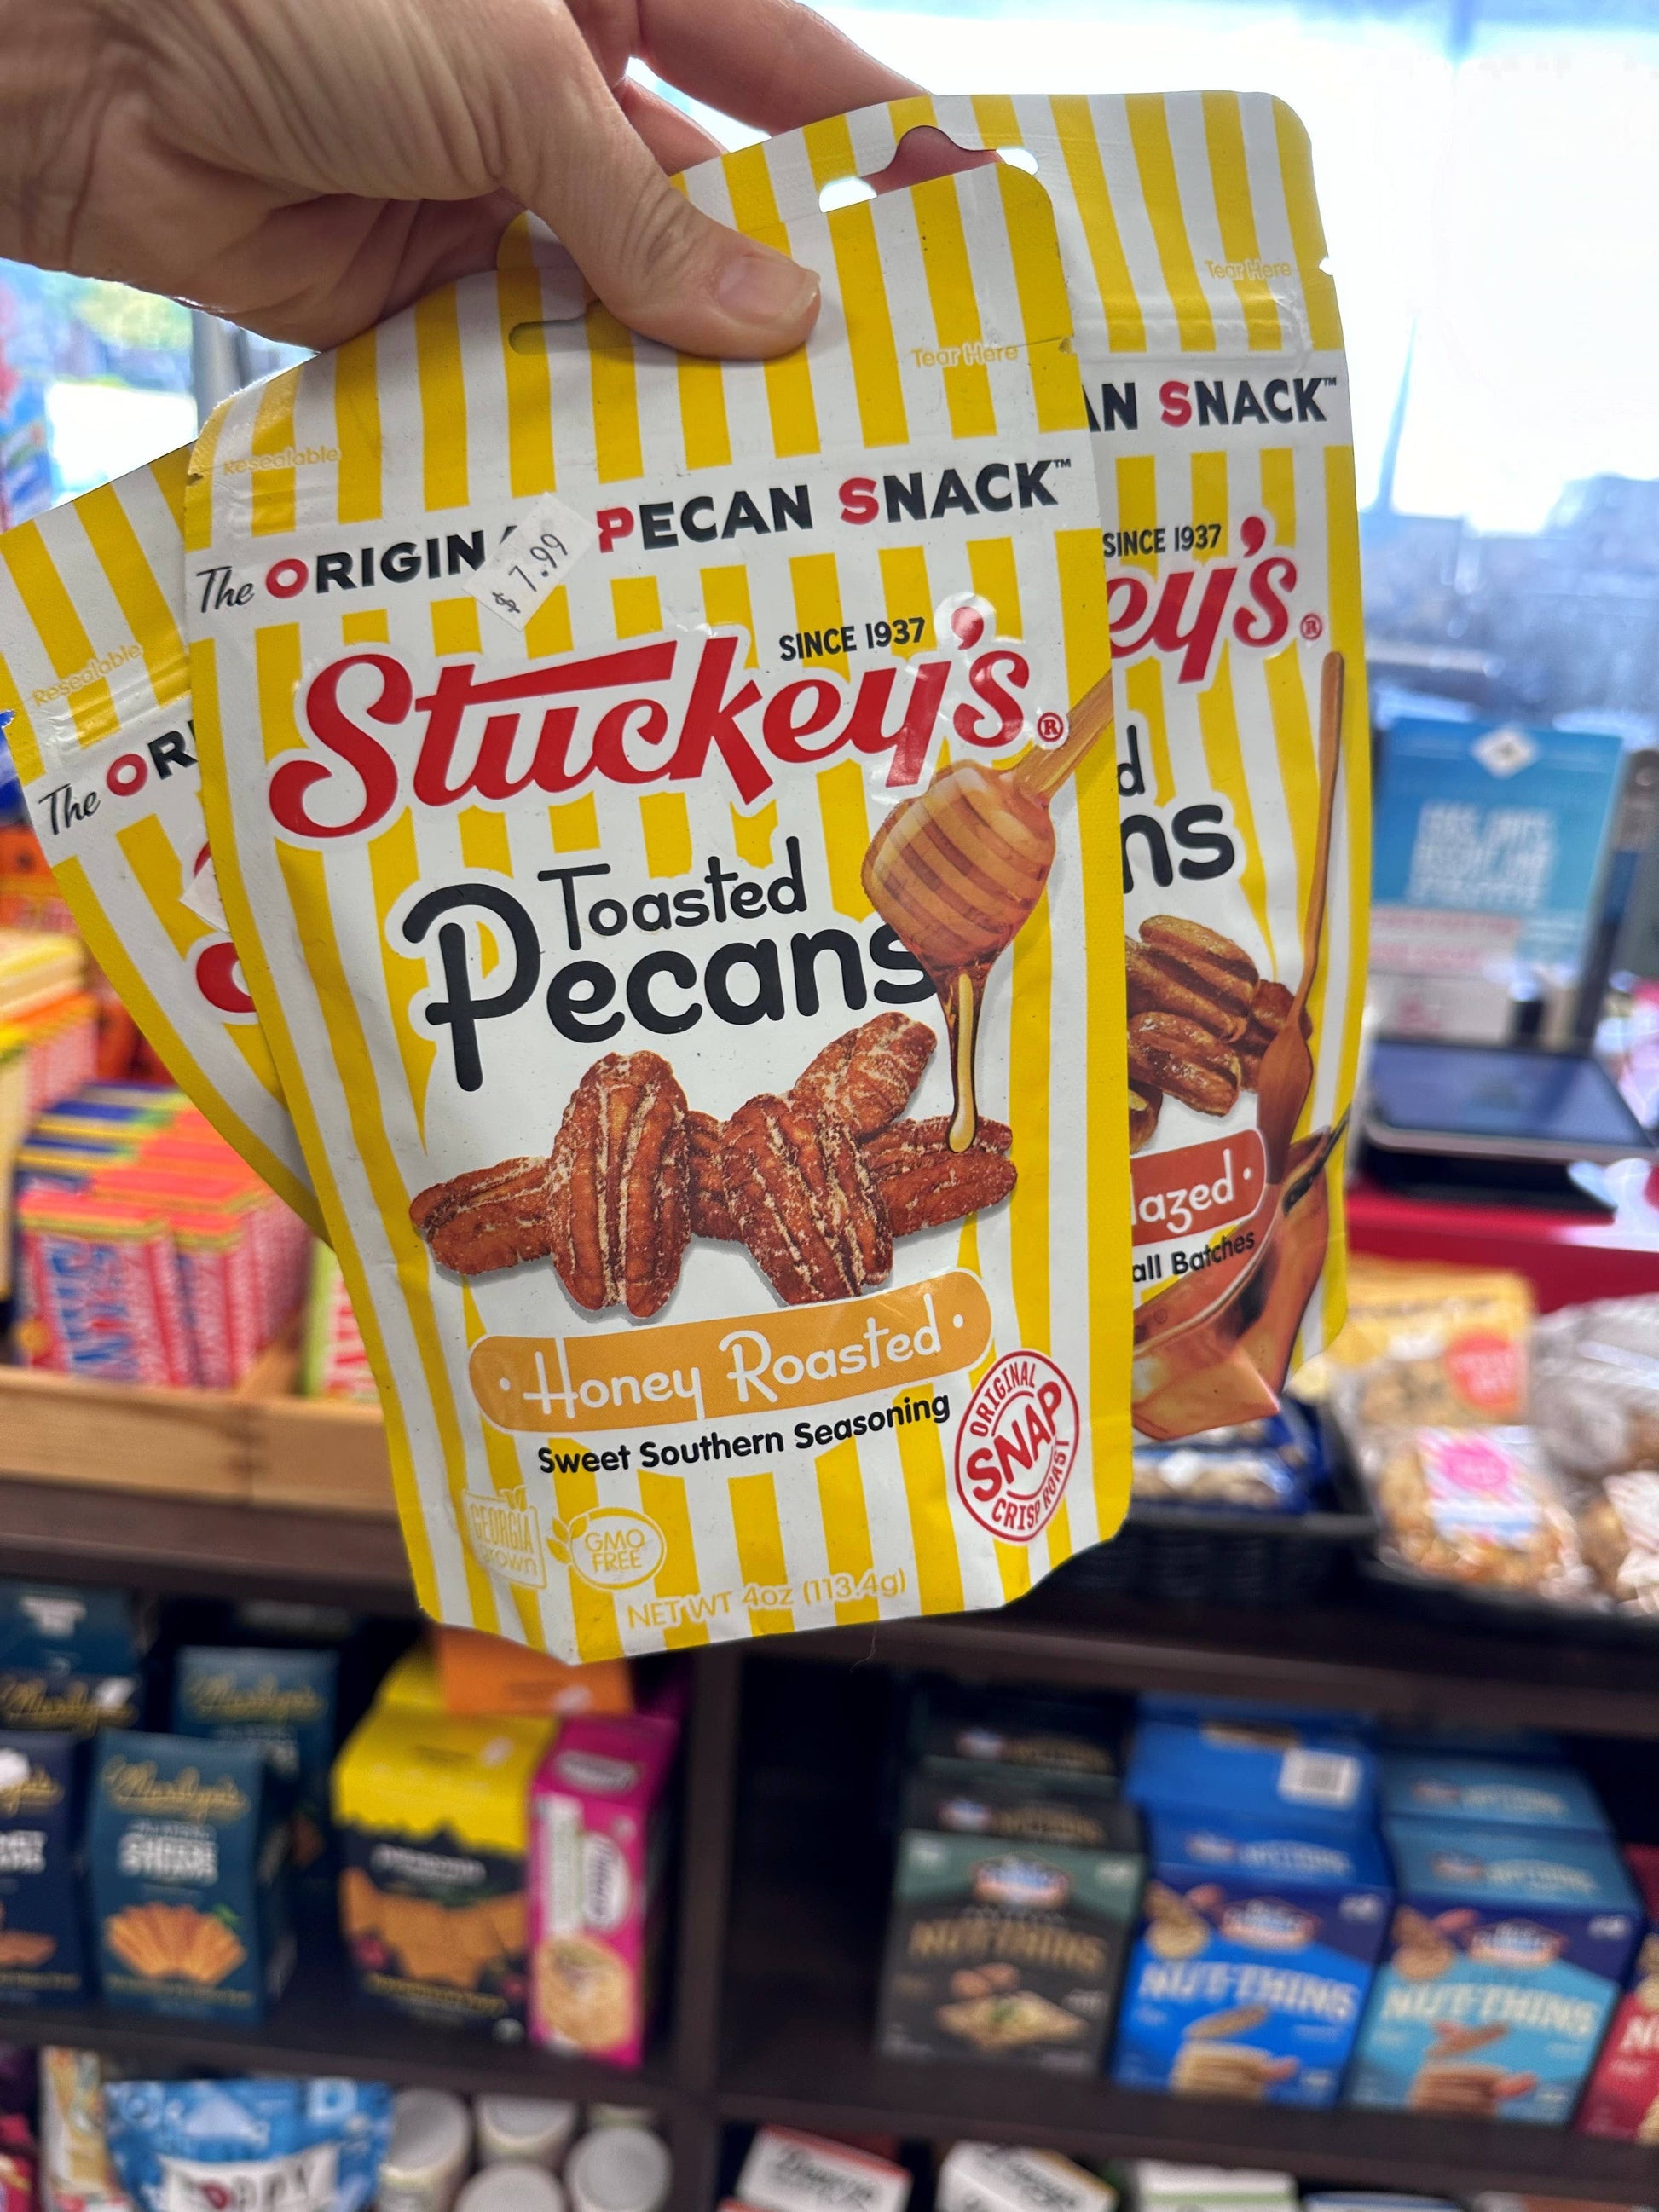 Tear Here
Tear Here
Resealable
The ORIGIN PECAN SNACK™
$7.99
SINCE 1937
Stuckey's®
Toasted
Pecans
Honey Roasted
Sweet Southern Seasoning
ORIGINAL
SNAP
CRISP ROAST
GEORGIA
Grown
GMO
FREE
NET WT 4oz (113.4g)
Resealable
The OR
AN SNACK™
SINCE 1937
ey's®
d
ns
lazed
all Batches
NUT-THINS
NUT-THINS
NUT-THINS